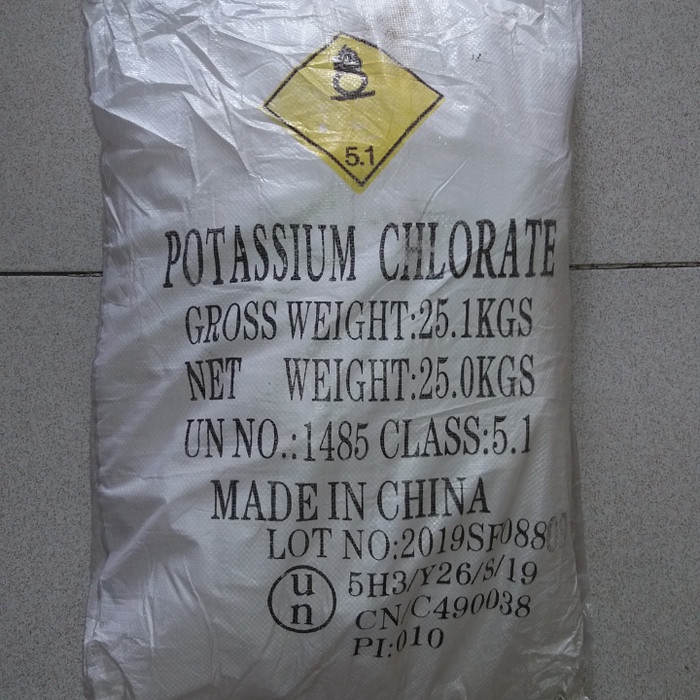 5.1
POTASSIUM CHLORATE
GROSS WEIGHT:25.1KGS
NET WEIGHT:25.0KGS
UN NO.:1485 CLASS:5.1
MADE IN CHINA
LOT NO:2019SF08809
un
5H3/Y26/S/19
CN/C490038
PI:010